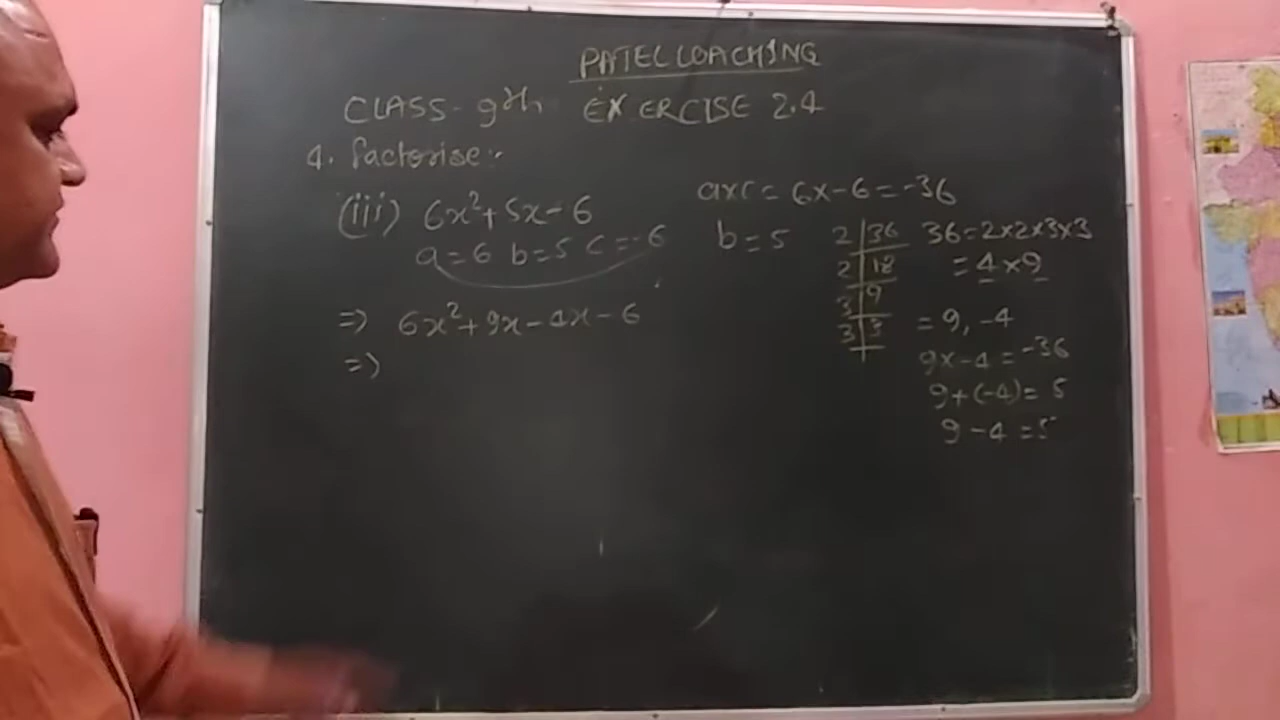 PATEL COACHING
CLASS-9th EXERCISE 2.4
4. factorise:-
(iii) 6x²+5x-6
a=6 b=5 c=-6
=> 6x²+9x-4x-6
=>
axc = 6x-6=-36
b=5
2|36
2|18
3|9
3|3
36=2x2x3x3
=4x9
=9,-4
9x-4=-36
9+(-4)=5
9-4=5